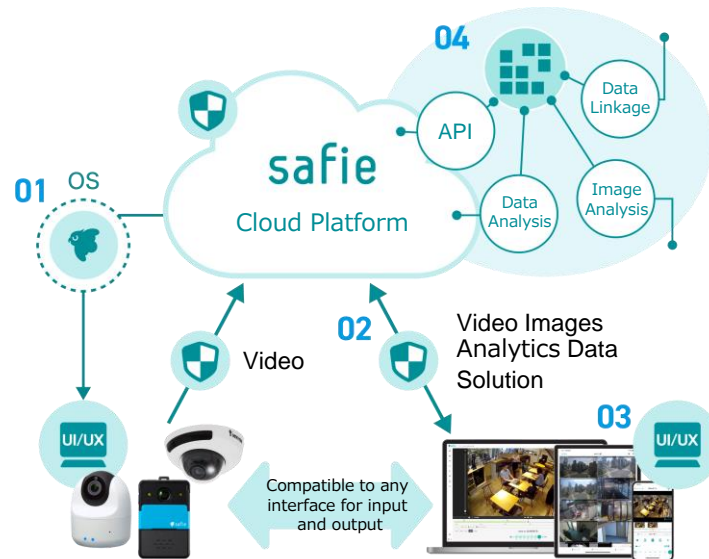 04
Data
Linkage
API
safie
Cloud Platform
01
OS
Data
Analysis
Image
Analysis
02
Video Images
Analytics Data
Solution
Video
03
UI/UX
UI/UX
Compatible to any
interface for input
and output
safie